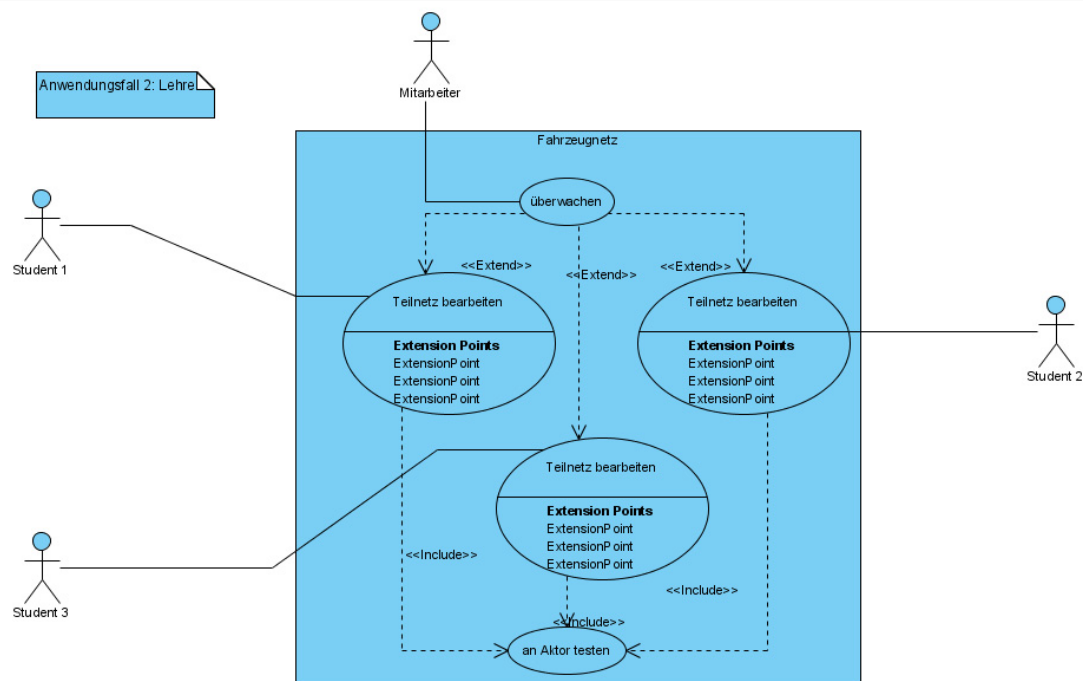 Mitarbeiter
Anwendungsfall 2: Lehre
Fahrzeugnetz
überwachen
Student 1
<<Extend>>
<<Extend>>
<<Extend>>
Teilnetz bearbeiten
Extension Points
ExtensionPoint
ExtensionPoint
ExtensionPoint
Teilnetz bearbeiten
Extension Points
ExtensionPoint
ExtensionPoint
ExtensionPoint
Student 2
Teilnetz bearbeiten
Extension Points
ExtensionPoint
ExtensionPoint
ExtensionPoint
<<Include>>
<<Include>>
<<Include>>
Student 3
an Aktor testen